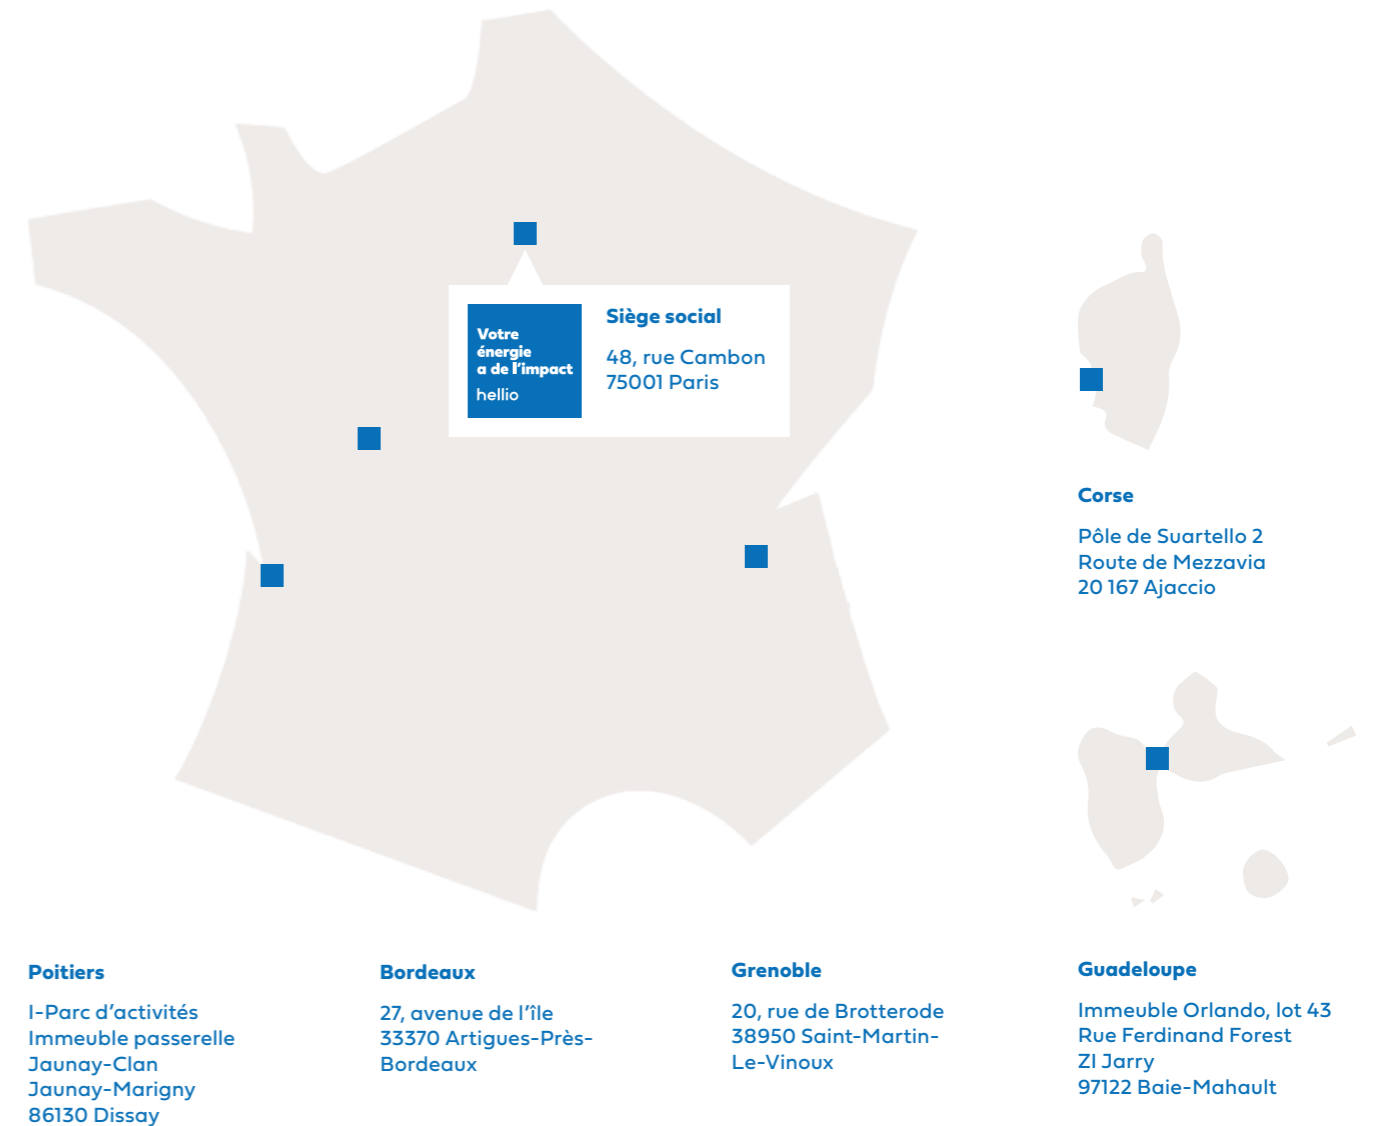 Votre
énergie
a de l'impact
hellio
Siège social
48, rue Cambon
75001 Paris
Corse
Pôle de Suartello 2
Route de Mezzavia
20 167 Ajaccio
Poitiers
I-Parc d'activités
Immeuble passerelle
Jaunay-Clan
Jaunay-Marigny
86130 Dissay
Bordeaux
27, avenue de l'île
33370 Artigues-Près-
Bordeaux
Grenoble
20, rue de Brotterode
38950 Saint-Martin-
Le-Vinoux
Guadeloupe
Immeuble Orlando, lot 43
Rue Ferdinand Forest
ZI Jarry
97122 Baie-Mahault